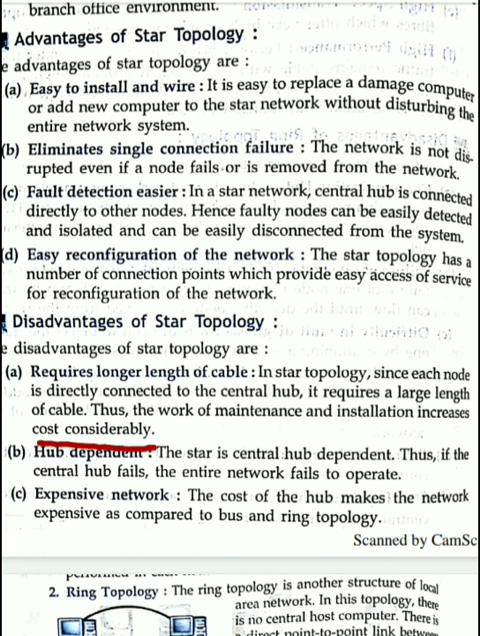 branch office environment.
Advantages of Star Topology :
e advantages of star topology are :
(a) Easy to install and wire : It is easy to replace a damage computer
or add new computer to the star network without disturbing the
entire network system.
(b) Eliminates single connection failure : The network is not dis-
rupted even if a node fails or is removed from the network.
(c) Fault detection easier : In a star network, central hub is connected
directly to other nodes. Hence faulty nodes can be easily detected
and isolated and can be easily disconnected from the system.
(d) Easy reconfiguration of the network : The star topology has a
number of connection points which provide easy access of service
for reconfiguration of the network.
Disadvantages of Star Topology :
e disadvantages of star topology are :
(a) Requires longer length of cable : In star topology, since each node
is directly connected to the central hub, it requires a large length
of cable. Thus, the work of maintenance and installation increases
cost considerably.
(b) Hub dependent : The star is central hub dependent. Thus, if the
central hub fails, the entire network fails to operate.
(c) Expensive network : The cost of the hub makes the network
expensive as compared to bus and ring topology.
Scanned by CamSc
2. Ring Topology : The ring topology is another structure of local
area network. In this topology, there
is no central host computer. There is
a direct point-to-point link between